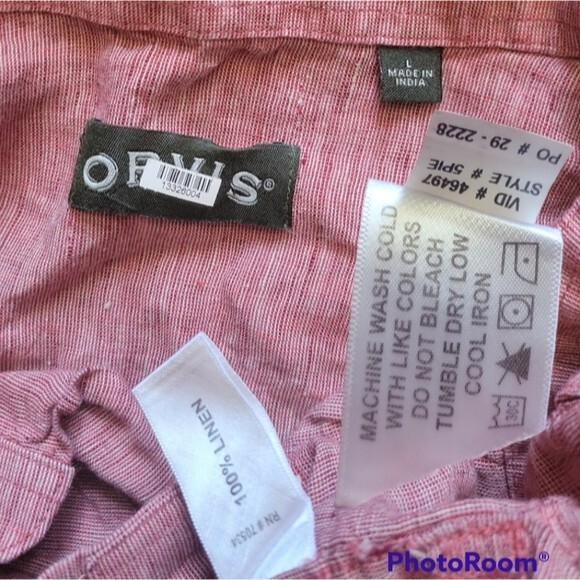 L
MADE IN
INDIA
ORVIS®
13326004
PO # 29-2228
STYLE # 5PIE
VID # 46497
MACHINE WASH COLD
WITH LIKE COLORS
DO NOT BLEACH
TUMBLE DRY LOW
COOL IRON
30C
100% LINEN
RN # 70534
PhotoRoom®